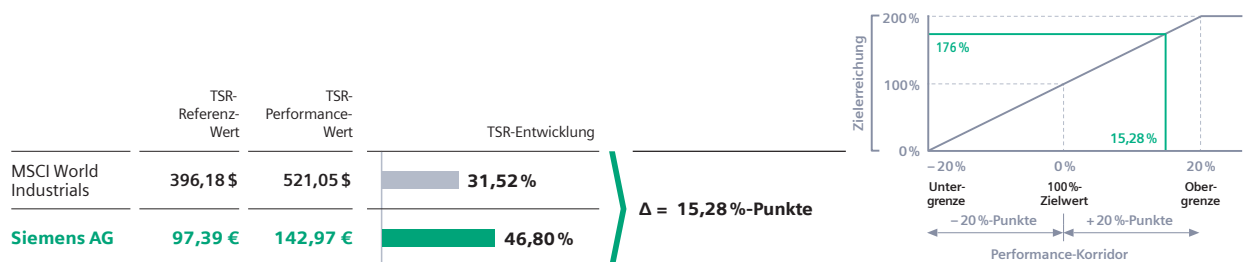 TSR-
Referenz-
Wert
TSR-
Performance-
Wert
TSR-Entwicklung
MSCI World
Industrials
396,18 $
521,05 $
31,52 %
Siemens AG
97,39 €
142,97 €
46,80 %
Δ = 15,28 %-Punkte
Zielerreichung
200 %
100 %
0 %
176 %
15,28 %
– 20 %
0 %
20 %
Unter-
grenze
100%-
Zielwert
Ober-
grenze
– 20 %-Punkte
+ 20 %-Punkte
Performance-Korridor